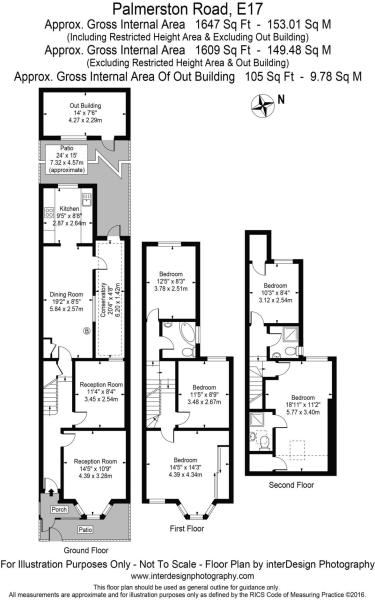 Palmerston Road, E17
Approx. Gross Internal Area 1647 Sq Ft - 153.01 Sq M
(Including Restricted Height Area & Excluding Out Building)
Approx. Gross Internal Area 1609 Sq Ft - 149.48 Sq M
(Excluding Restricted Height Area & Out Building)
Approx. Gross Internal Area Of Out Building 105 Sq Ft - 9.78 Sq M
N
Out Building
14' x 7'6"
4.27 x 2.29m
Patio
24' x 15'
7.32 x 4.57m
(approximate)
Kitchen
9'5" x 8'8"
2.87 x 2.64m
Dining Room
19'2" x 8'5"
5.84 x 2.57m
B
Conservatory
20'4" x 4'8"
6.20 x 1.42m
Reception Room
11'4" x 8'4"
3.45 x 2.54m
Reception Room
14'5" x 10'9"
4.39 x 3.28m
Porch
Patio
Ground Floor
Bedroom
12'5" x 8'3"
3.78 x 2.51m
Bedroom
11'5" x 8'9"
3.48 x 2.67m
Bedroom
14'5" x 14'3"
4.39 x 4.34m
First Floor
Bedroom
10'3" x 8'4"
3.12 x 2.54m
Bedroom
18'11" x 11'2"
5.77 x 3.40m
Second Floor
For Illustration Purposes Only - Not To Scale - Floor Plan by interDesign Photography
www.interdesignphotography.com
This floor plan should be used as general outline for guidance only.
All measurements are approximate and for illustration purposes only as defined by the RICS Code of Measuring Practice ©2016.